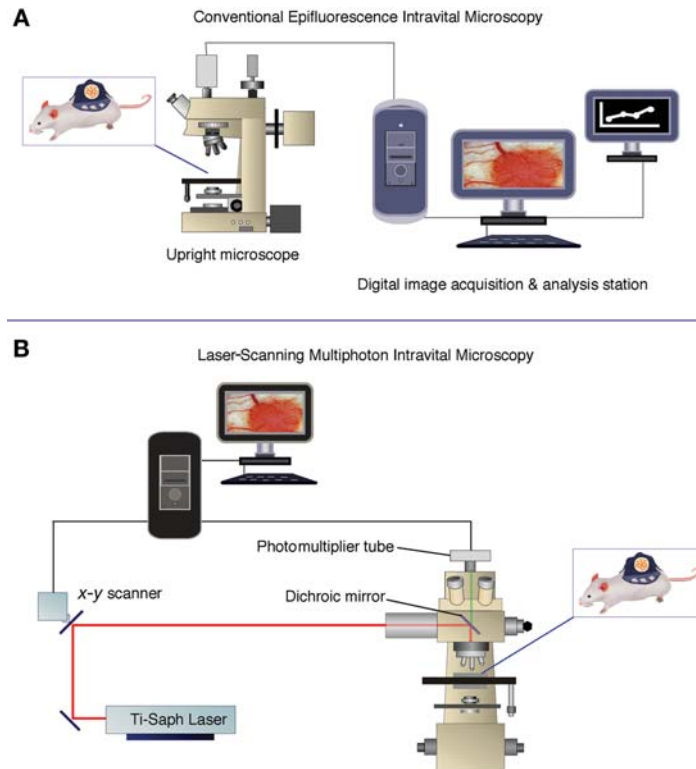 A
Conventional Epifluorescence Intravital Microscopy
Upright microscope
Digital image acquisition & analysis station
B
Laser-Scanning Multiphoton Intravital Microscopy
Photomultiplier tube
x-y scanner
Dichroic mirror
Ti-Saph Laser